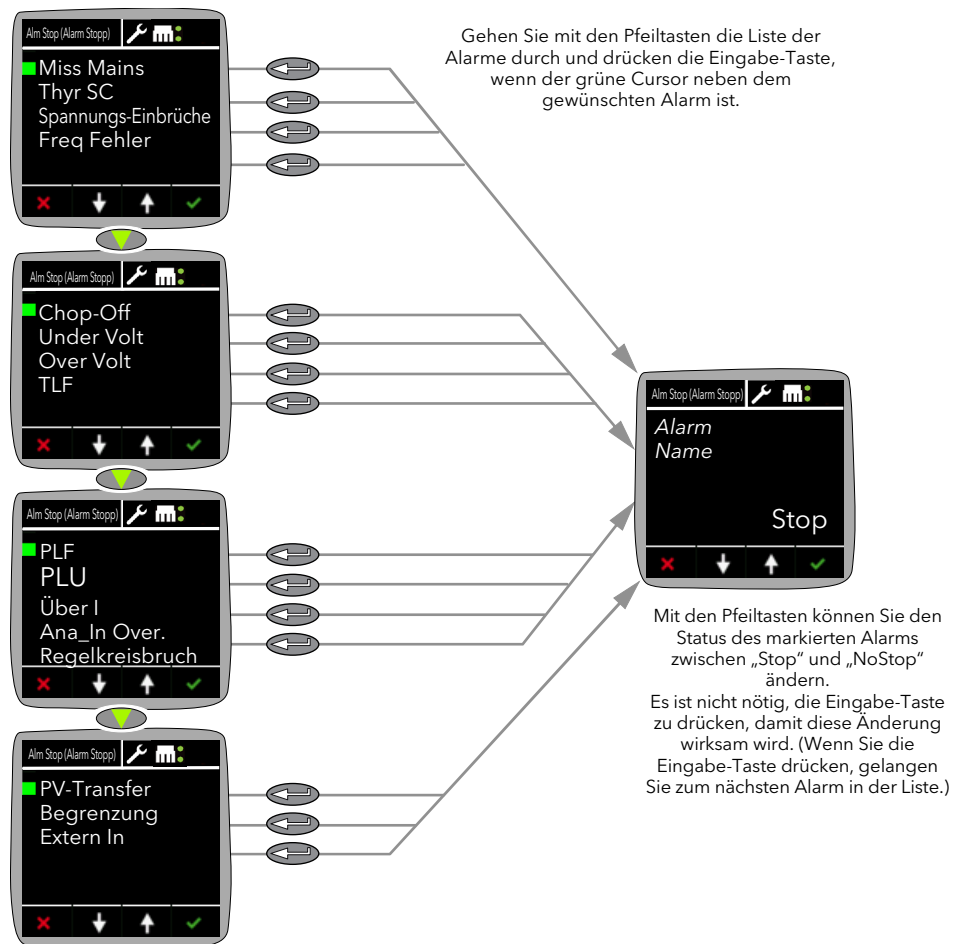 Alm Stop (Alarm Stopp)
Miss Mains
Thyr SC
Spannungs-Einbrüche
Freq Fehler
Gehen Sie mit den Pfeiltasten die Liste der
Alarme durch und drücken die Eingabe-Taste,
wenn der grüne Cursor neben dem
gewünschten Alarm ist.
Alm Stop (Alarm Stopp)
Chop-Off
Under Volt
Over Volt
TLF
Alm Stop (Alarm Stopp)
Alarm
Name
Stop
Alm Stop (Alarm Stopp)
PLF
PLU
Über I
Ana_In Over.
Regelkreisbruch
Mit den Pfeiltasten können Sie den
Status des markierten Alarms
zwischen „Stop“ und „NoStop“
ändern.
Es ist nicht nötig, die Eingabe-Taste
zu drücken, damit diese Änderung
wirksam wird. (Wenn Sie die
Eingabe-Taste drücken, gelangen
Sie zum nächsten Alarm in der Liste.)
Alm Stop (Alarm Stopp)
PV-Transfer
Begrenzung
Extern In